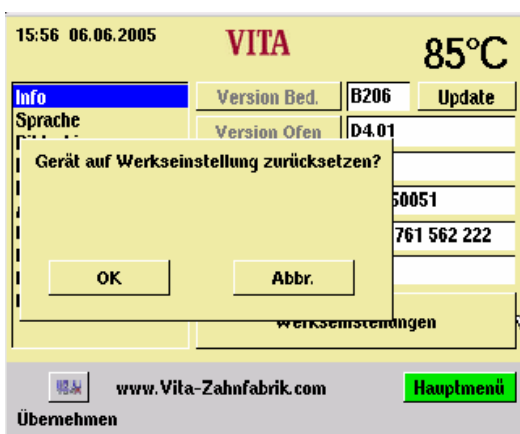 15:56 06.06.2005
VITA
85°C
Info
Version Bed.
B206
Update
Sprache
Version Ofen
D4.01
Gerät auf Werkseinstellung zurücksetzen?
50051
761 562 222
OK
Abbr.
Werkseinstellungen
www.Vita-Zahnfabrik.com
Hauptmenü
Übernehmen